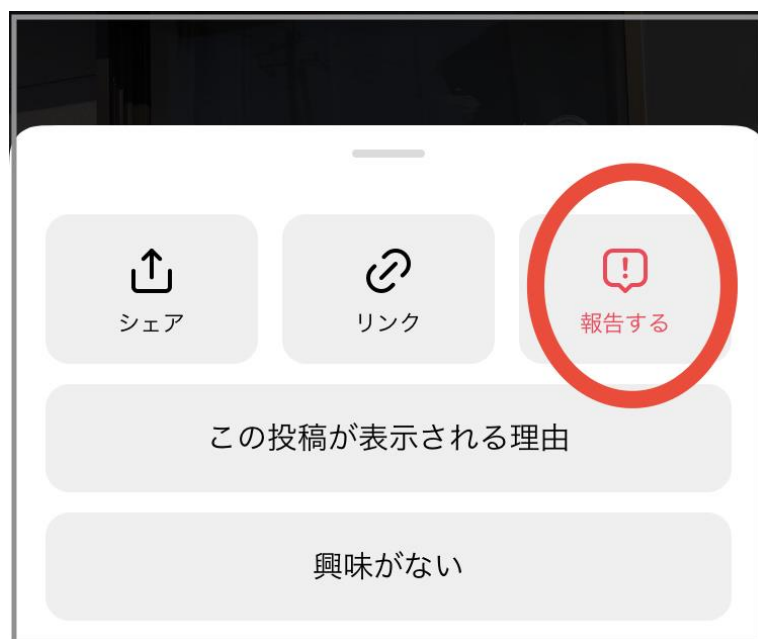 シェア
リンク
報告する
この投稿が表示される理由
興味がない